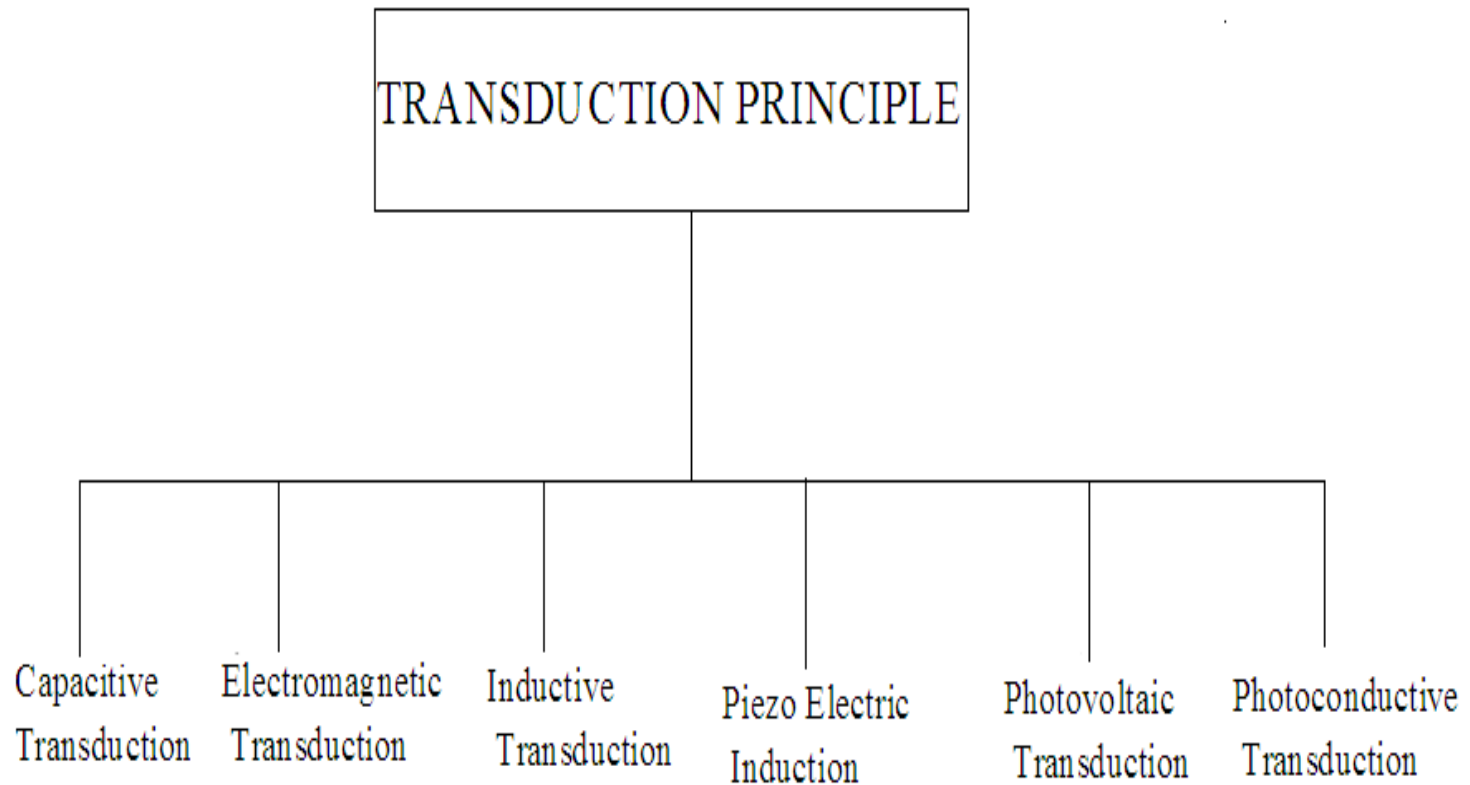 TRANSDUCTION PRINCIPLE
Capacitive
Transduction
Electromagnetic
Transduction
Inductive
Transduction
Piezo Electric
Induction
Photovoltaic
Transduction
Photoconductive
Transduction